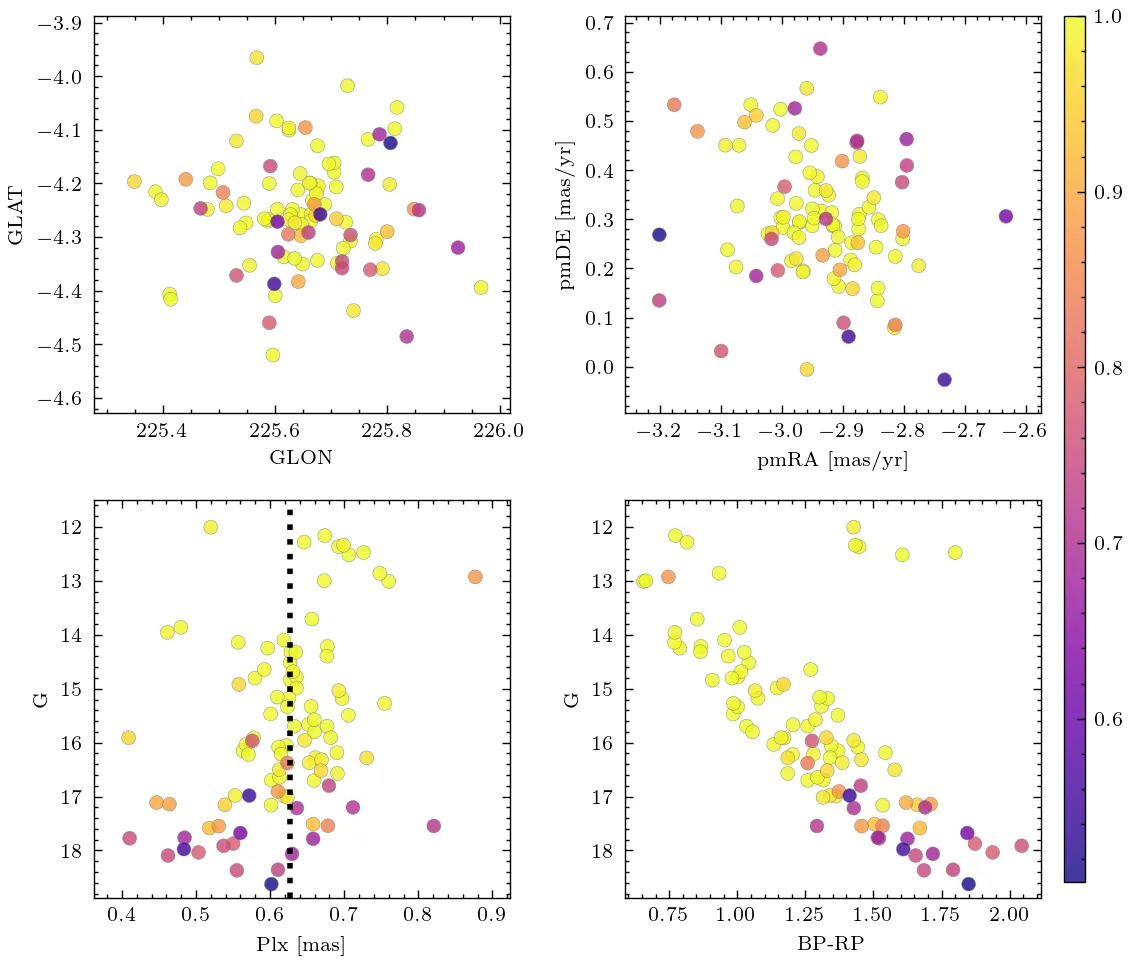 −3.9
−4.0
−4.1
−4.2
−4.3
−4.4
−4.5
−4.6
GLAT
225.4 225.6 225.8 226.0
GLON
0.7
0.6
0.5
0.4
0.3
0.2
0.1
0.0
pmDE [mas/yr]
−3.2 −3.1 −3.0 −2.9 −2.8 −2.7 −2.6
pmRA [mas/yr]
1.0
0.9
0.8
0.7
0.6
12
13
14
15
16
17
18
G
0.4 0.5 0.6 0.7 0.8 0.9
Plx [mas]
12
13
14
15
16
17
18
G
0.75 1.00 1.25 1.50 1.75 2.00
BP-RP